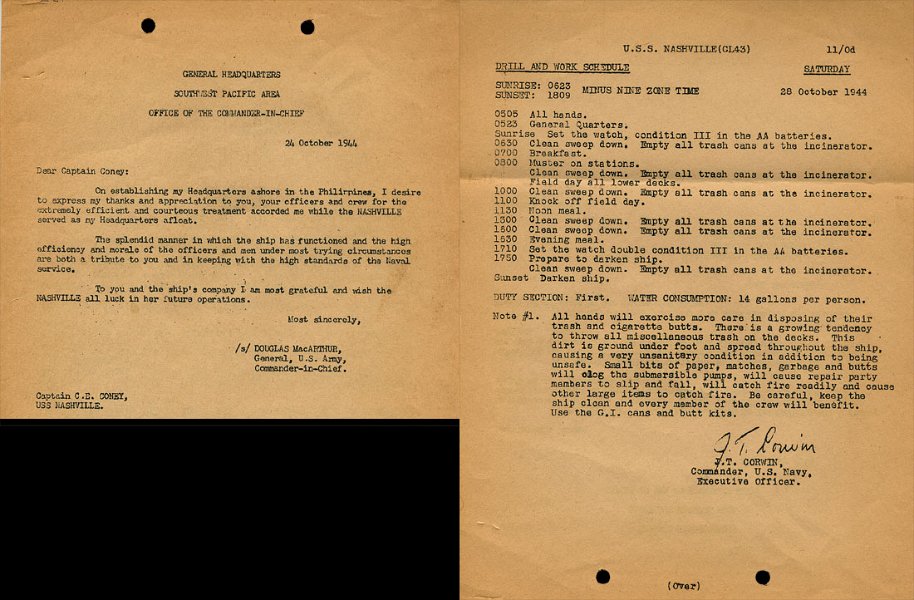 GENERAL HEADQUARTERS
SOUTHWEST PACIFIC AREA
OFFICE OF THE COMMANDER-IN-CHIEF
24 October 1944
Dear Captain Coney:
On establishing my Headquarters ashore in the Philippines, I desire
to express my thanks and appreciation to you, your officers and crew for the
extremely efficient and courteous treatment accorded me while the NASHVILLE
served as my Headquarters afloat.
The splendid manner in which the ship has functioned and the high
efficiency and morale of the officers and men under most trying circumstances
are both a tribute to you and in keeping with the high standards of the Naval
service.
To you and the ship's company I am most grateful and wish the
NASHVILLE all luck in her future operations.
Most sincerely,
/s/ DOUGLAS MacARTHUR,
General, U.S. Army,
Commander-in-Chief.
Captain C.E. CONEY,
USS NASHVILLE.
U.S.S. NASHVILLE(CL43) 11/0d
DRILL AND WORK SCHEDULE SATURDAY
SUNRISE: 0623 MINUS NINE ZONE TIME 28 October 1944
SUNSET: 1809
0505 All hands.
0523 General Quarters.
Sunrise Set the watch, condition III in the AA batteries.
0630 Clean sweep down. Empty all trash cans at the incinerator.
0700 Breakfast.
0800 Muster on stations.
Clean sweep down. Empty all trash cans at the incinerator.
Field day all lower decks.
1000 Clean sweep down. Empty all trash cans at the incinerator.
1100 Knock off field day.
1130 Noon meal.
1300 Clean sweep down. Empty all trash cans at the incinerator.
1600 Clean sweep down. Empty all trash cans at the incinerator.
1630 Evening meal.
1710 Set the watch double condition III in the AA batteries.
1750 Prepare to darken ship.
Clean sweep down. Empty all trash cans at the incinerator.
Sunset Darken ship.
DUTY SECTION: First. WATER CONSUMPTION: 14 gallons per person.
Note #1. All hands will exercise more care in disposing of their
trash and cigarette butts. There is a growing tendency
to throw all miscellaneous trash on the decks. This
dirt is ground under foot and spread throughout the ship,
causing a very unsanitary condition in addition to being
unsafe. Small bits of paper, matches, garbage and butts
will clog the submersible pumps, will cause repair party
members to slip and fall, will catch fire readily and cause
other large items to catch fire. Be careful, keep the
ship clean and every member of the crew will benefit.
Use the G.I. cans and butt kits.
J. T. Corwin
J.T. CORWIN,
Commander, U.S. Navy,
Executive Officer.
(Over)